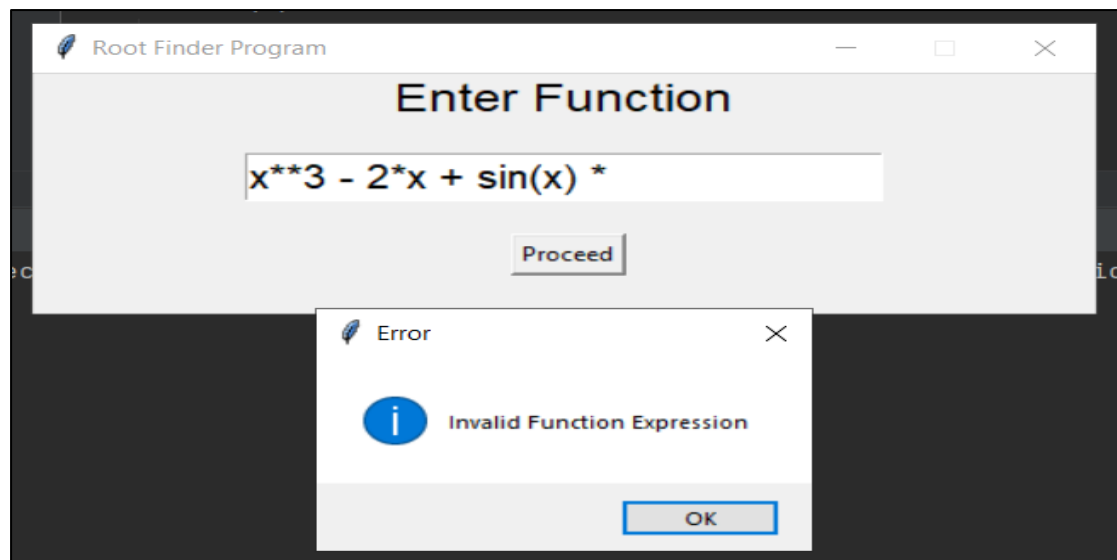 Root Finder Program
Enter Function
x**3 - 2*x + sin(x) *
Proceed
Error
Invalid Function Expression
OK